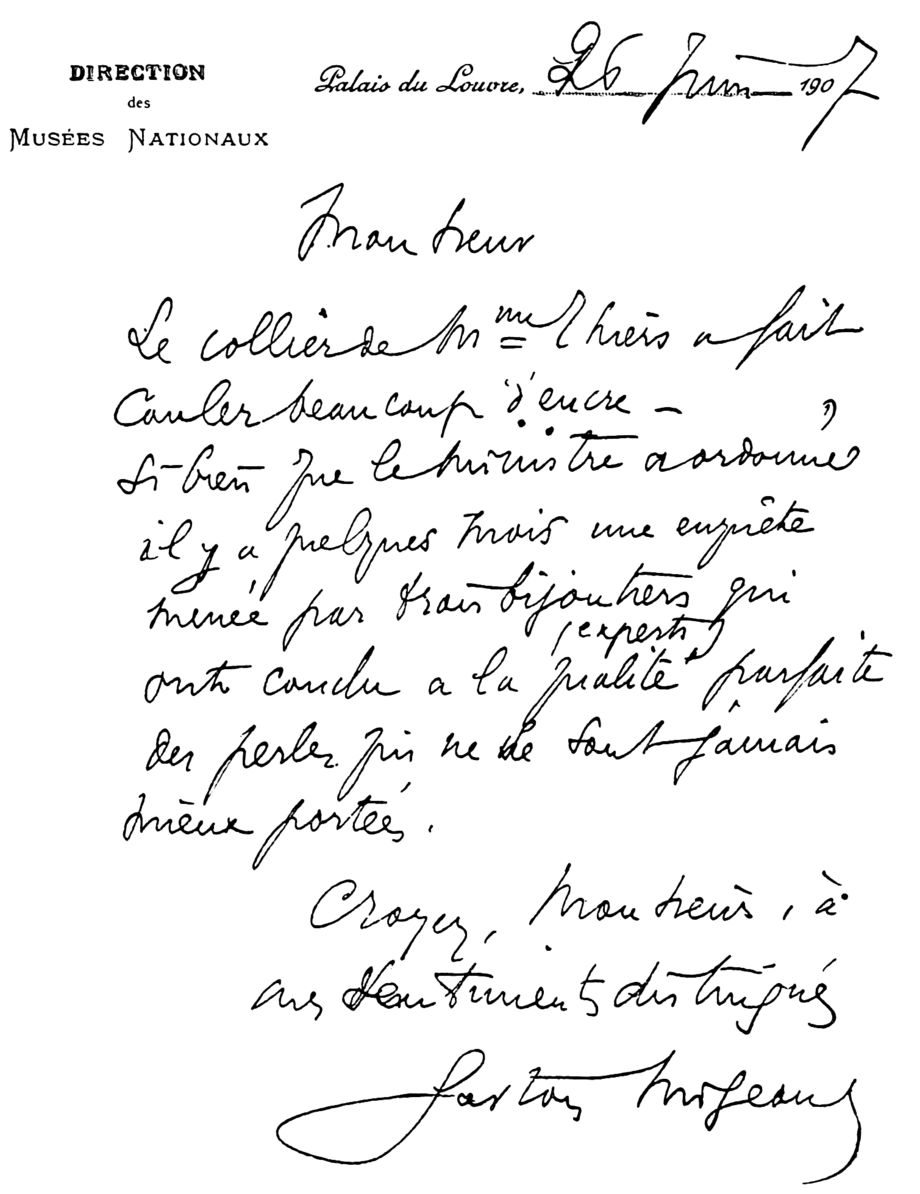 DIRECTION
des
MUSÉES NATIONAUX
Palais du Louvre, 26 Juin 1907
Monsieur
Le collier de Mme Thiers a fait
couler beaucoup d'encre —
si bien que le ministre a ordonné
il y a quelques mois une enquête
menée par trois bijoutiers qui
(experts)
ont conclu a la qualité parfaite
des perles qui ne se sont jamais
mieux portées.
Croyez, Monsieur, à
mes sentiments distingués
Gaston Migeon